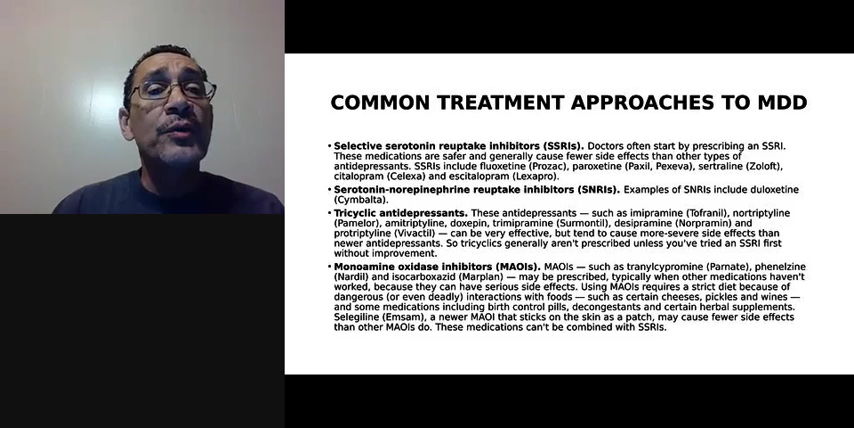 COMMON TREATMENT APPROACHES TO MDD
• Selective serotonin reuptake inhibitors (SSRIs). Doctors often start by prescribing an SSRI.
These medications are safer and generally cause fewer side effects than other types of
antidepressants. SSRIs include fluoxetine (Prozac), paroxetine (Paxil, Pexeva), sertraline (Zoloft),
citalopram (Celexa) and escitalopram (Lexapro).
• Serotonin-norepinephrine reuptake inhibitors (SNRIs). Examples of SNRIs include duloxetine
(Cymbalta).
• Tricyclic antidepressants. These antidepressants — such as imipramine (Tofranil), nortriptyline
(Pamelor), amitriptyline, doxepin, trimipramine (Surmontil), desipramine (Norpramin) and
protriptyline (Vivactil) — can be very effective, but tend to cause more-severe side effects than
newer antidepressants. So tricyclics generally aren't prescribed unless you've tried an SSRI first
without improvement.
• Monoamine oxidase inhibitors (MAOIs). MAOIs — such as tranylcypromine (Parnate), phenelzine
(Nardil) and isocarboxazid (Marplan) — may be prescribed, typically when other medications haven't
worked, because they can have serious side effects. Using MAOIs requires a strict diet because of
dangerous (or even deadly) interactions with foods — such as certain cheeses, pickles and wines —
and some medications including birth control pills, decongestants and certain herbal supplements.
Selegiline (Emsam), a newer MAOI that sticks on the skin as a patch, may cause fewer side effects
than other MAOIs do. These medications can't be combined with SSRIs.